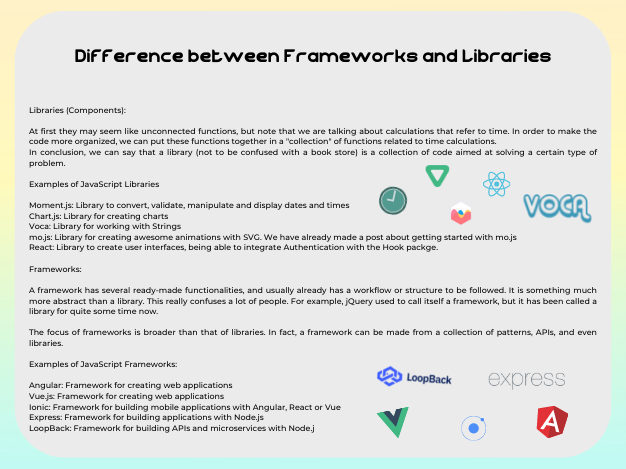 Difference between Frameworks and Libraries
Libraries (Components):
At first they may seem like unconnected functions, but note that we are talking about calculations that refer to time. In order to make the
code more organized, we can put these functions together in a "collection" of functions related to time calculations.
In conclusion, we can say that a library (not to be confused with a book store) is a collection of code aimed at solving a certain type of
problem.
Examples of JavaScript Libraries
Moment.js: Library to convert, validate, manipulate and display dates and times
Chart.js: Library for creating charts
Voca: Library for working with Strings
mo.js: Library for creating awesome animations with SVG. We have already made a post about getting started with mo.js
React: Library to create user interfaces, being able to integrate Authentication with the Hook packge.
VOCA
Frameworks:
A framework has several ready-made functionalities, and usually already has a workflow or structure to be followed. It is something much
more abstract than a library. This really confuses a lot of people. For example, jQuery used to call itself a framework, but it has been called a
library for quite some time now.
The focus of frameworks is broader than that of libraries. In fact, a framework can be made from a collection of patterns, APIs, and even
libraries.
Examples of JavaScript Frameworks:
Angular: Framework for creating web applications
Vue.js: Framework for creating web applications
Ionic: Framework for building mobile applications with Angular, React or Vue
Express: Framework for building applications with Node.js
LoopBack: Framework for building APIs and microservices with Node.j
LoopBack
express
A